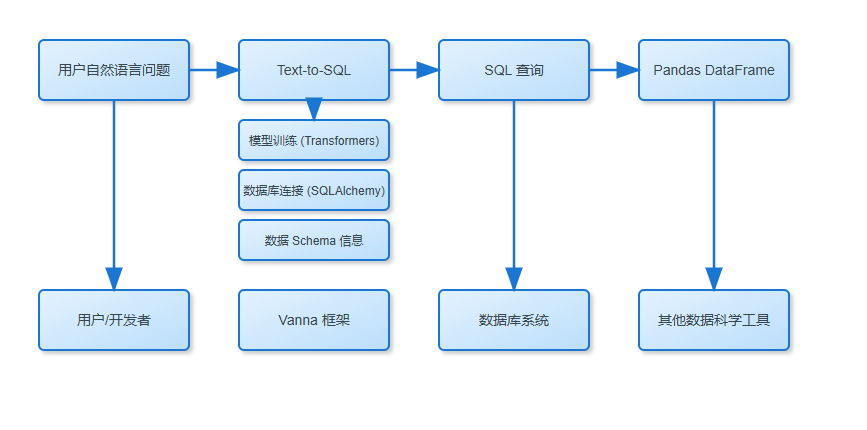 用户自然语言问题
Text-to-SQL
SQL 查询
Pandas DataFrame
模型训练 (Transformers)
数据库连接 (SQLAlchemy)
数据 Schema 信息
用户/开发者
Vanna 框架
数据库系统
其他数据科学工具